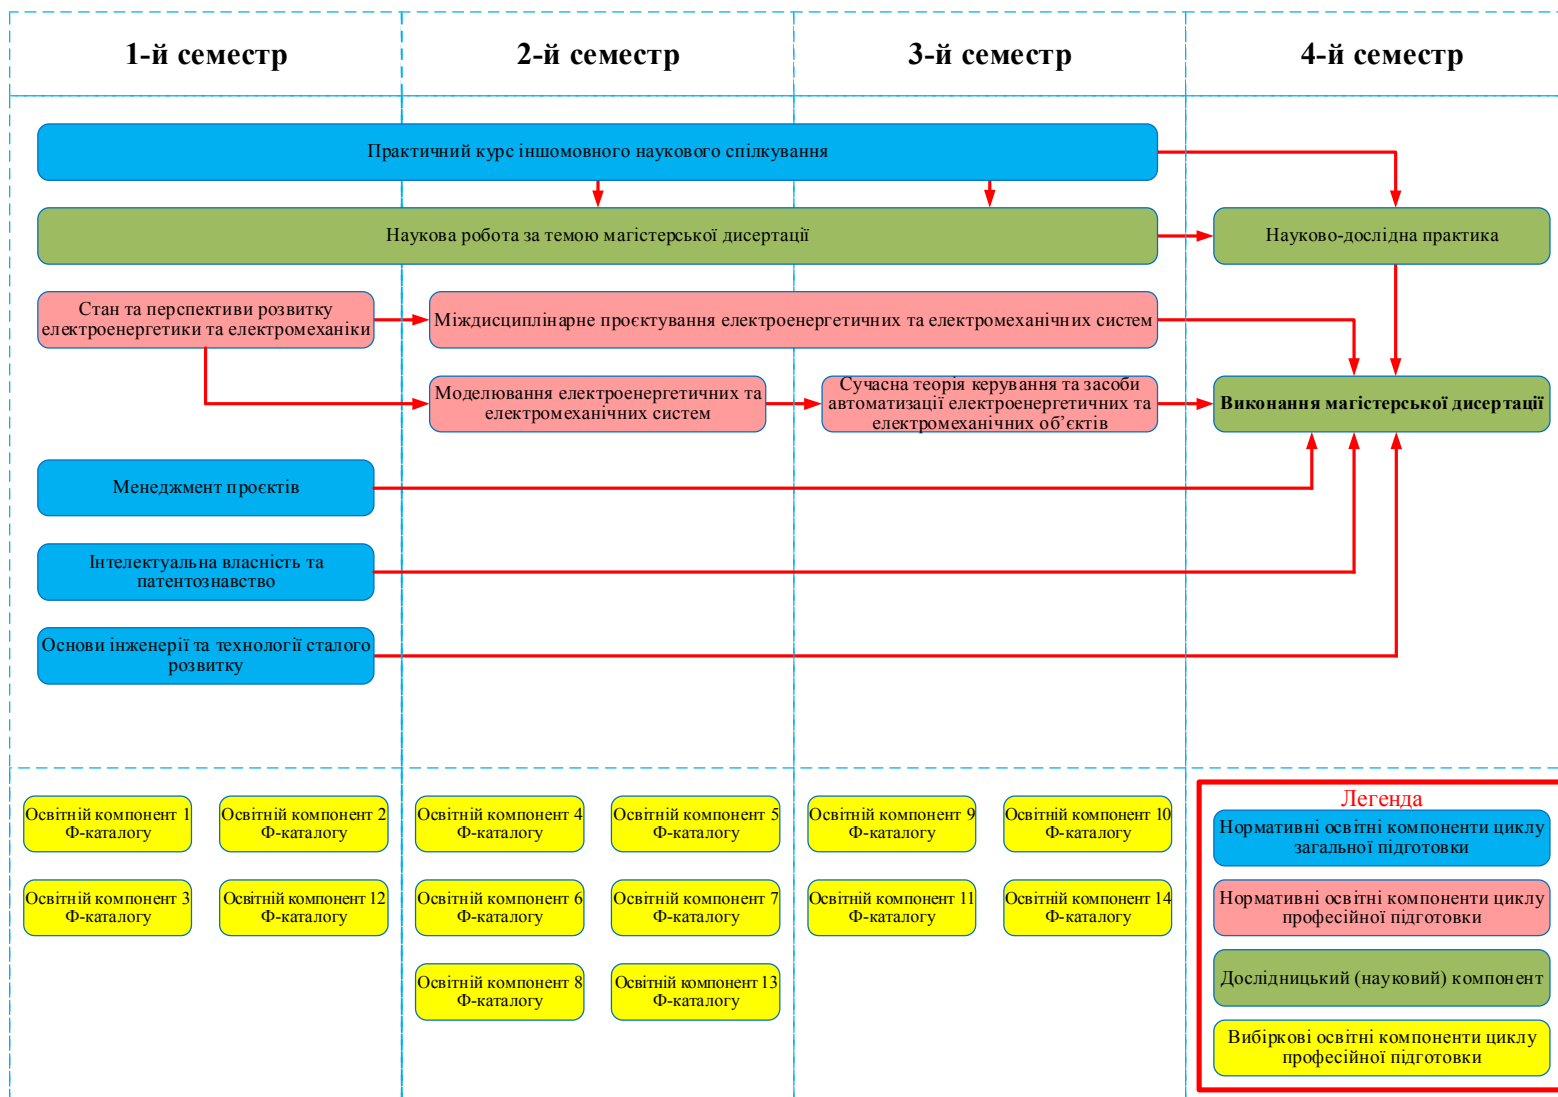 1-й семестр
2-й семестр
3-й семестр
4-й семестр
Практичний курс іншомовного наукового спілкування
Наукова робота за темою магістерської дисертації
Науково-дослідна практика
Стан та перспективи розвитку
електроенергетики та електромеханіки
Міждисциплінарне проєктування електроенергетичних та електромеханічних систем
Моделювання електроенергетичних та
електромеханічних систем
Сучасна теорія керування та засоби
автоматизації електроенергетичних та
електромеханічних об’єктів
Виконання магістерської дисертації
Менеджмент проєктів
Інтелектуальна власність та
патентознавство
Основи інженерії та технології сталого
розвитку
Освітній компонент 1
Ф-каталогу
Освітній компонент 2
Ф-каталогу
Освітній компонент 3
Ф-каталогу
Освітній компонент 12
Ф-каталогу
Освітній компонент 4
Ф-каталогу
Освітній компонент 5
Ф-каталогу
Освітній компонент 6
Ф-каталогу
Освітній компонент 7
Ф-каталогу
Освітній компонент 8
Ф-каталогу
Освітній компонент 13
Ф-каталогу
Освітній компонент 9
Ф-каталогу
Освітній компонент 10
Ф-каталогу
Освітній компонент 11
Ф-каталогу
Освітній компонент 14
Ф-каталогу
Легенда
Нормативні освітні компоненти циклу
загальної підготовки
Нормативні освітні компоненти циклу
професійної підготовки
Дослідницький (науковий) компонент
Вибіркові освітні компоненти циклу
професійної підготовки